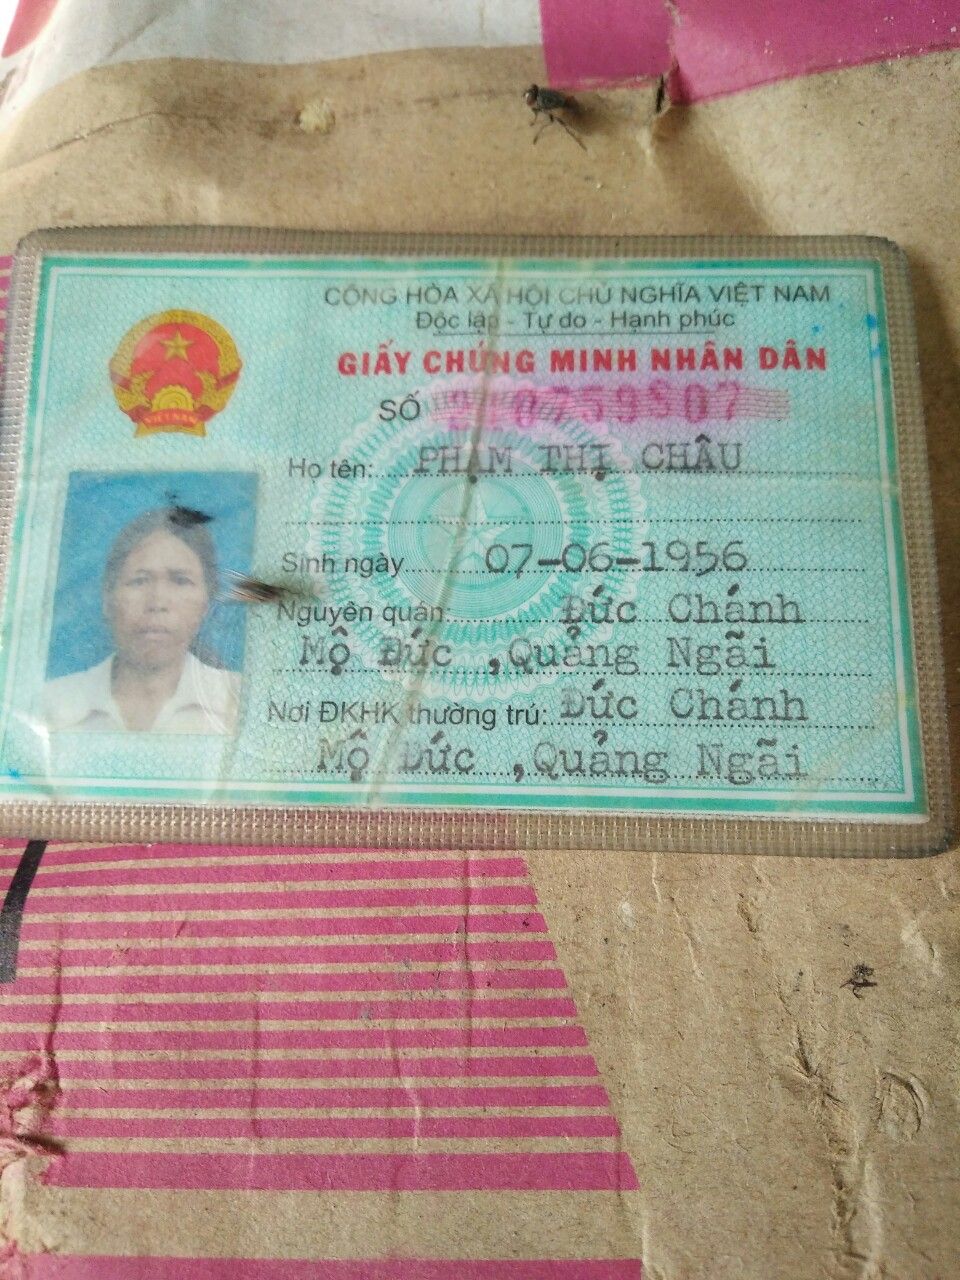 CỘNG HÒA XÃ HỘI CHỦ NGHĨA VIỆT NAM
Độc lập - Tự do - Hạnh phúc
GIẤY CHỨNG MINH NHÂN DÂN
SỐ
Họ tên: PHẠM THỊ CHÂU
Sinh ngày 07-06-1956
Nguyên quán: Đức Chánh
Mộ Đức ,Quảng Ngãi
Nơi ĐKHK thường trú: Đức Chánh
Mộ Đức ,Quảng Ngãi
VIỆT NAM